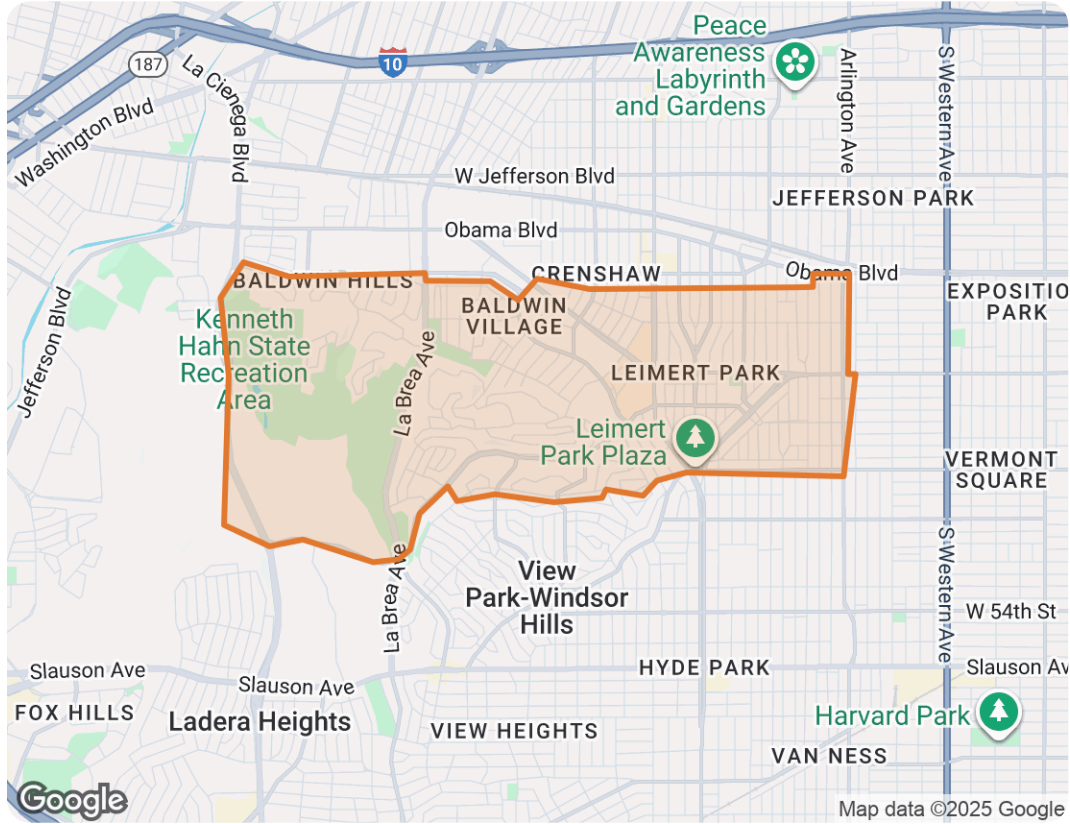 Peace
Awareness
Labyrinth
and Gardens
10
187
La Cienega Blvd
Washington Blvd
Arlington Ave
S Western Ave
W Jefferson Blvd
JEFFERSON PARK
Obama Blvd
CRENSHAW
Obama Blvd
BALDWIN HILLS
EXPOSITIO
PARK
BALDWIN
VILLAGE
Kenneth
Hahn State
Recreation
Area
Jefferson Blvd
La Brea Ave
LEIMERT PARK
Leimert
Park Plaza
VERMONT
SQUARE
La Brea Ave
View
Park-Windsor
Hills
S Western Ave
W 54th St
Slauson Ave
HYDE PARK
Slauson Av
Slauson Ave
FOX HILLS
Ladera Heights
VIEW HEIGHTS
Harvard Park
VAN NESS
Google
Map data ©2025 Google